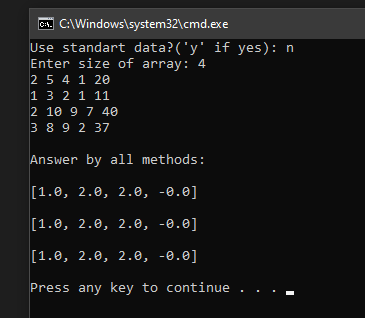 C:\Windows\system32\cmd.exe
Use standart data?('y' if yes): n
Enter size of array: 4
2 5 4 1 20
1 3 2 1 11
2 10 9 7 40
3 8 9 2 37
Answer by all methods:
[1.0, 2.0, 2.0, -0.0]
[1.0, 2.0, 2.0, -0.0]
[1.0, 2.0, 2.0, -0.0]
Press any key to continue . . .